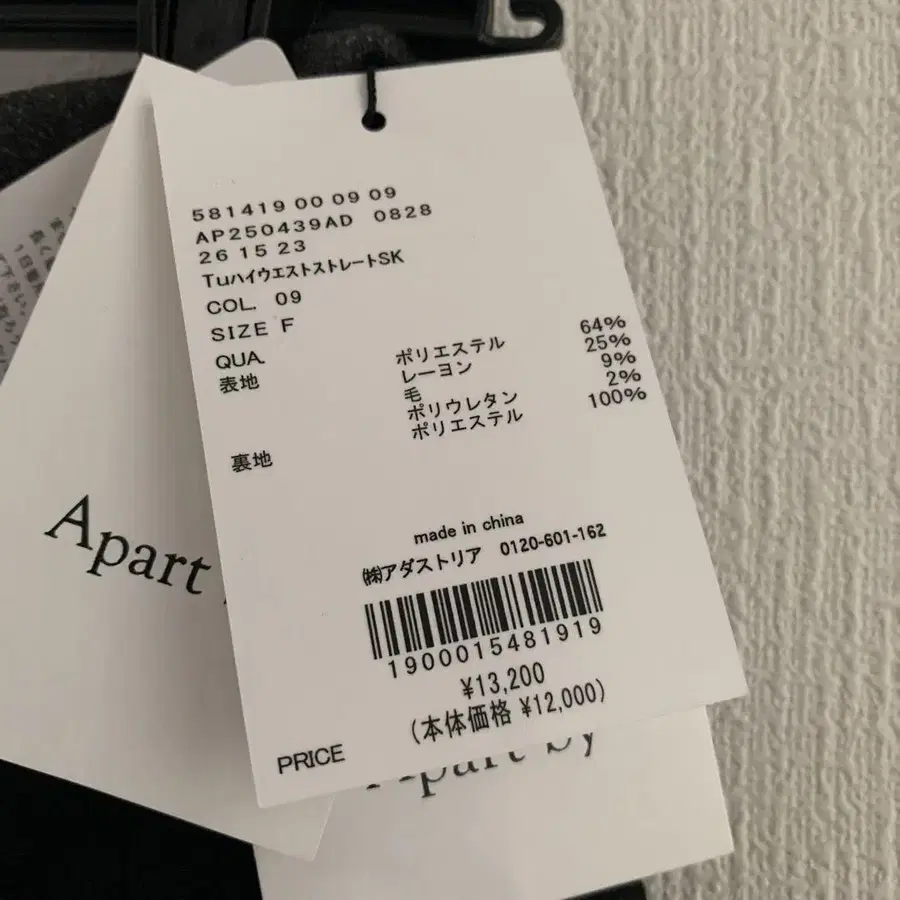 581419 00 09 09
AP250439AD 0828
26 15 23
TuハイウエストストレートSK
COL. 09
SIZE F
QUA.
表地 ポリエステル 64%
レーヨン 25%
毛 9%
ポリウレタン 2%
裏地 ポリエステル 100%
made in china
㈱アダストリア 0120-601-162
1900015481919
¥13,200
(本体価格 ¥12,000)
PRICE
Apart
Apart by